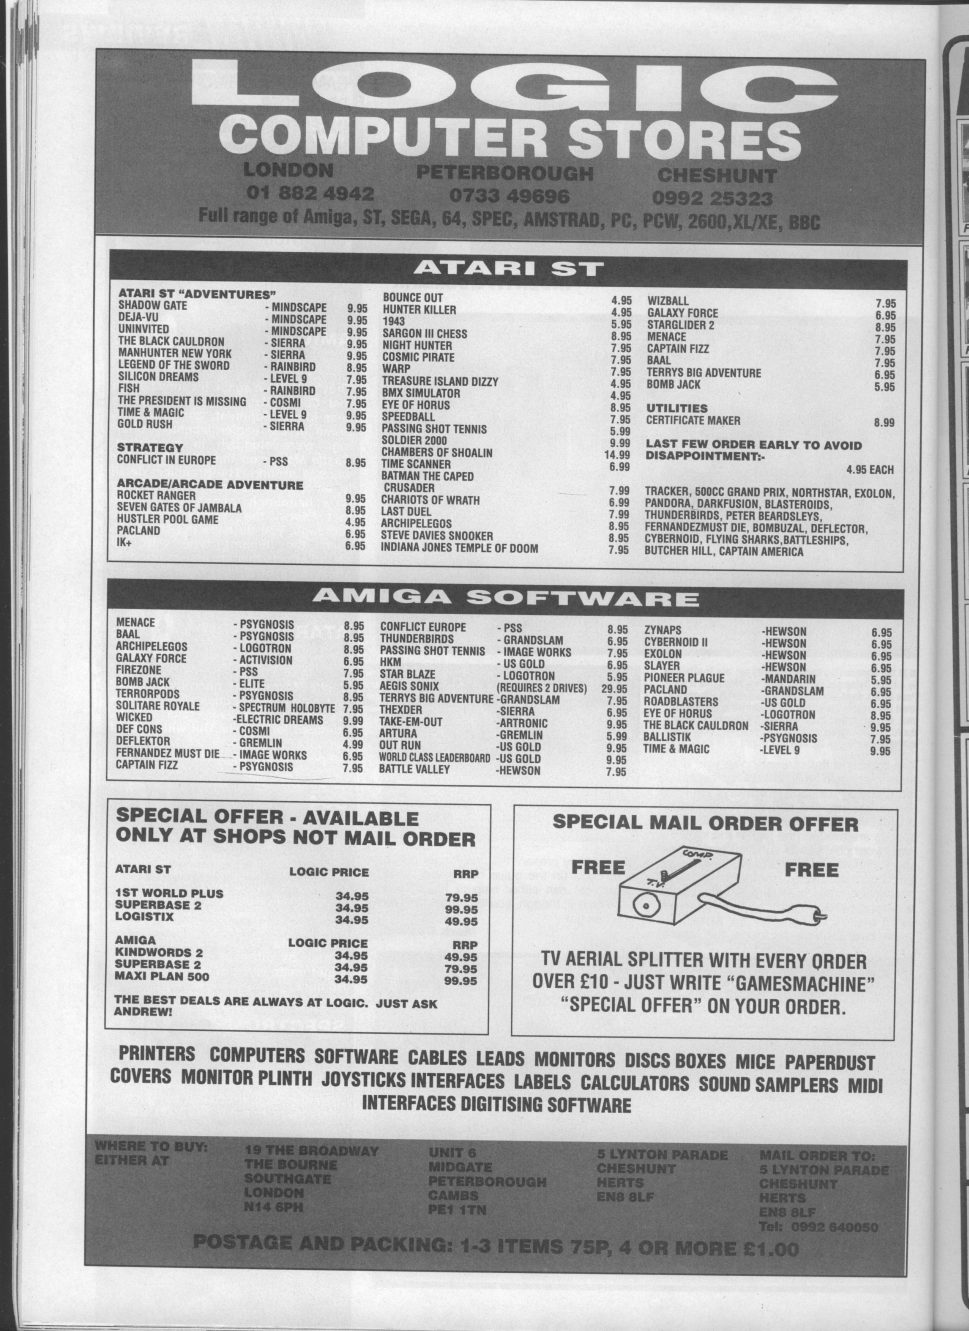 LOGIC
COMPUTER STORES
LONDON PETERBOROUGH CHESHUNT
01 882 4942 0733 49696 0992 25323
Full range of Amiga, ST, SEGA, 64, SPEC, AMSTRAD, PC, PCW, 2600,XL/XE, BBC
ATARI ST
ATARI ST “ADVENTURES”
SHADOW GATE - MINDSCAPE 9.95
DEJA-VU - MINDSCAPE 9.95
UNINVITED - MINDSCAPE 9.95
THE BLACK CAULDRON - SIERRA 9.95
MANHUNTER NEW YORK - SIERRA 9.95
LEGEND OF THE SWORD - RAINBIRD 8.95
SILICON DREAMS - LEVEL 9 7.95
FISH - RAINBIRD 7.95
THE PRESIDENT IS MISSING - COSMI 7.95
TIME & MAGIC - LEVEL 9 9.95
GOLD RUSH - SIERRA 9.95
STRATEGY
CONFLICT IN EUROPE - PSS 8.95
ARCADE/ARCADE ADVENTURE
ROCKET RANGER 9.95
SEVEN GATES OF JAMBALA 8.95
HUSTLER POOL GAME 4.95
PACLAND 6.95
IK+ 6.95
BOUNCE OUT 4.95
HUNTER KILLER 4.95
1943 5.95
SARGON III CHESS 8.95
NIGHT HUNTER 7.95
COSMIC PIRATE 7.95
WARP 7.95
TREASURE ISLAND DIZZY 4.95
BMX SIMULATOR 4.95
EYE OF HORUS 8.95
SPEEDBALL 7.95
PASSING SHOT TENNIS 5.99
SOLDIER 2000 9.99
CHAMBERS OF SHOALIN 14.99
TIME SCANNER 6.99
BATMAN THE CAPED
CRUSADER 7.99
CHARIOTS OF WRATH 6.99
LAST DUEL 7.99
ARCHIPELEGOS 8.95
STEVE DAVIES SNOOKER 8.95
INDIANA JONES TEMPLE OF DOOM 7.95
WIZBALL 7.95
GALAXY FORCE 6.95
STARGLIDER 2 8.95
MENACE 7.95
CAPTAIN FIZZ 7.95
BAAL 7.95
TERRYS BIG ADVENTURE 6.95
BOMB JACK 5.95
UTILITIES
CERTIFICATE MAKER 8.99
LAST FEW ORDER EARLY TO AVOID
DISAPPOINTMENT:-
4.95 EACH
TRACKER, 500CC GRAND PRIX, NORTHSTAR, EXOLON,
PANDORA, DARKFUSION, BLASTEROIDS,
THUNDERBIRDS, PETER BEARDSLEYS,
FERNANDEZMUST DIE, BOMBUZAL, DEFLECTOR,
CYBERNOID, FLYING SHARKS,BATTLESHIPS,
BUTCHER HILL, CAPTAIN AMERICA
AMIGA SOFTWARE
MENACE - PSYGNOSIS 8.95
BAAL - PSYGNOSIS 8.95
ARCHIPELEGOS - LOGOTRON 8.95
GALAXY FORCE - ACTIVISION 6.95
FIREZONE - PSS 7.95
BOMB JACK - ELITE 5.95
TERRORPODS - PSYGNOSIS 8.95
SOLITARE ROYALE - SPECTRUM HOLOBYTE 7.95
WICKED -ELECTRIC DREAMS 9.99
DEF CONS - COSMI 6.95
DEFLEKTOR - GREMLIN 4.99
FERNANDEZ MUST DIE - IMAGE WORKS 6.95
CAPTAIN FIZZ - PSYGNOSIS 7.95
CONFLICT EUROPE - PSS 8.95
THUNDERBIRDS - GRANDSLAM 6.95
PASSING SHOT TENNIS - IMAGE WORKS 7.95
HKM - US GOLD 6.95
STAR BLAZE - LOGOTRON 5.95
AEGIS SONIX (REQUIRES 2 DRIVES) 29.95
TERRYS BIG ADVENTURE -GRANDSLAM 7.95
THEXDER -SIERRA 6.95
TAKE-EM-OUT -ARTRONIC 9.95
ARTURA -GREMLIN 5.99
OUT RUN -US GOLD 9.95
WORLD CLASS LEADERBOARD -US GOLD 9.95
BATTLE VALLEY -HEWSON 7.95
ZYNAPS -HEWSON 6.95
CYBERNOID II -HEWSON 6.95
EXOLON -HEWSON 6.95
SLAYER -HEWSON 6.95
PIONEER PLAGUE -MANDARIN 5.95
PACLAND -GRANDSLAM 6.95
ROADBLASTERS -US GOLD 6.95
EYE OF HORUS -LOGOTRON 8.95
THE BLACK CAULDRON -SIERRA 9.95
BALLISTIK -PSYGNOSIS 7.95
TIME & MAGIC -LEVEL 9 9.95
SPECIAL OFFER - AVAILABLE
ONLY AT SHOPS NOT MAIL ORDER
ATARI ST LOGIC PRICE RRP
1ST WORLD PLUS 34.95 79.95
SUPERBASE 2 34.95 99.95
LOGISTIX 34.95 49.95
AMIGA LOGIC PRICE RRP
KINDWORDS 2 34.95 49.95
SUPERBASE 2 34.95 79.95
MAXI PLAN 500 34.95 99.95
THE BEST DEALS ARE ALWAYS AT LOGIC. JUST ASK
ANDREW!
SPECIAL MAIL ORDER OFFER
FREE FREE
COMP.
T.V.
TV AERIAL SPLITTER WITH EVERY ORDER
OVER £10 - JUST WRITE “GAMESMACHINE”
“SPECIAL OFFER” ON YOUR ORDER.
PRINTERS COMPUTERS SOFTWARE CABLES LEADS MONITORS DISCS BOXES MICE PAPERDUST
COVERS MONITOR PLINTH JOYSTICKS INTERFACES LABELS CALCULATORS SOUND SAMPLERS MIDI
INTERFACES DIGITISING SOFTWARE
WHERE TO BUY:
EITHER AT
19 THE BROADWAY
THE BOURNE
SOUTHGATE
LONDON
N14 6PH
UNIT 6
MIDGATE
PETERBOROUGH
CAMBS
PE1 1TN
5 LYNTON PARADE
CHESHUNT
HERTS
EN8 8LF
MAIL ORDER TO:
5 LYNTON PARADE
CHESHUNT
HERTS
EN8 8LF
Tel: 0992 640050
POSTAGE AND PACKING: 1-3 ITEMS 75P, 4 OR MORE £1.00